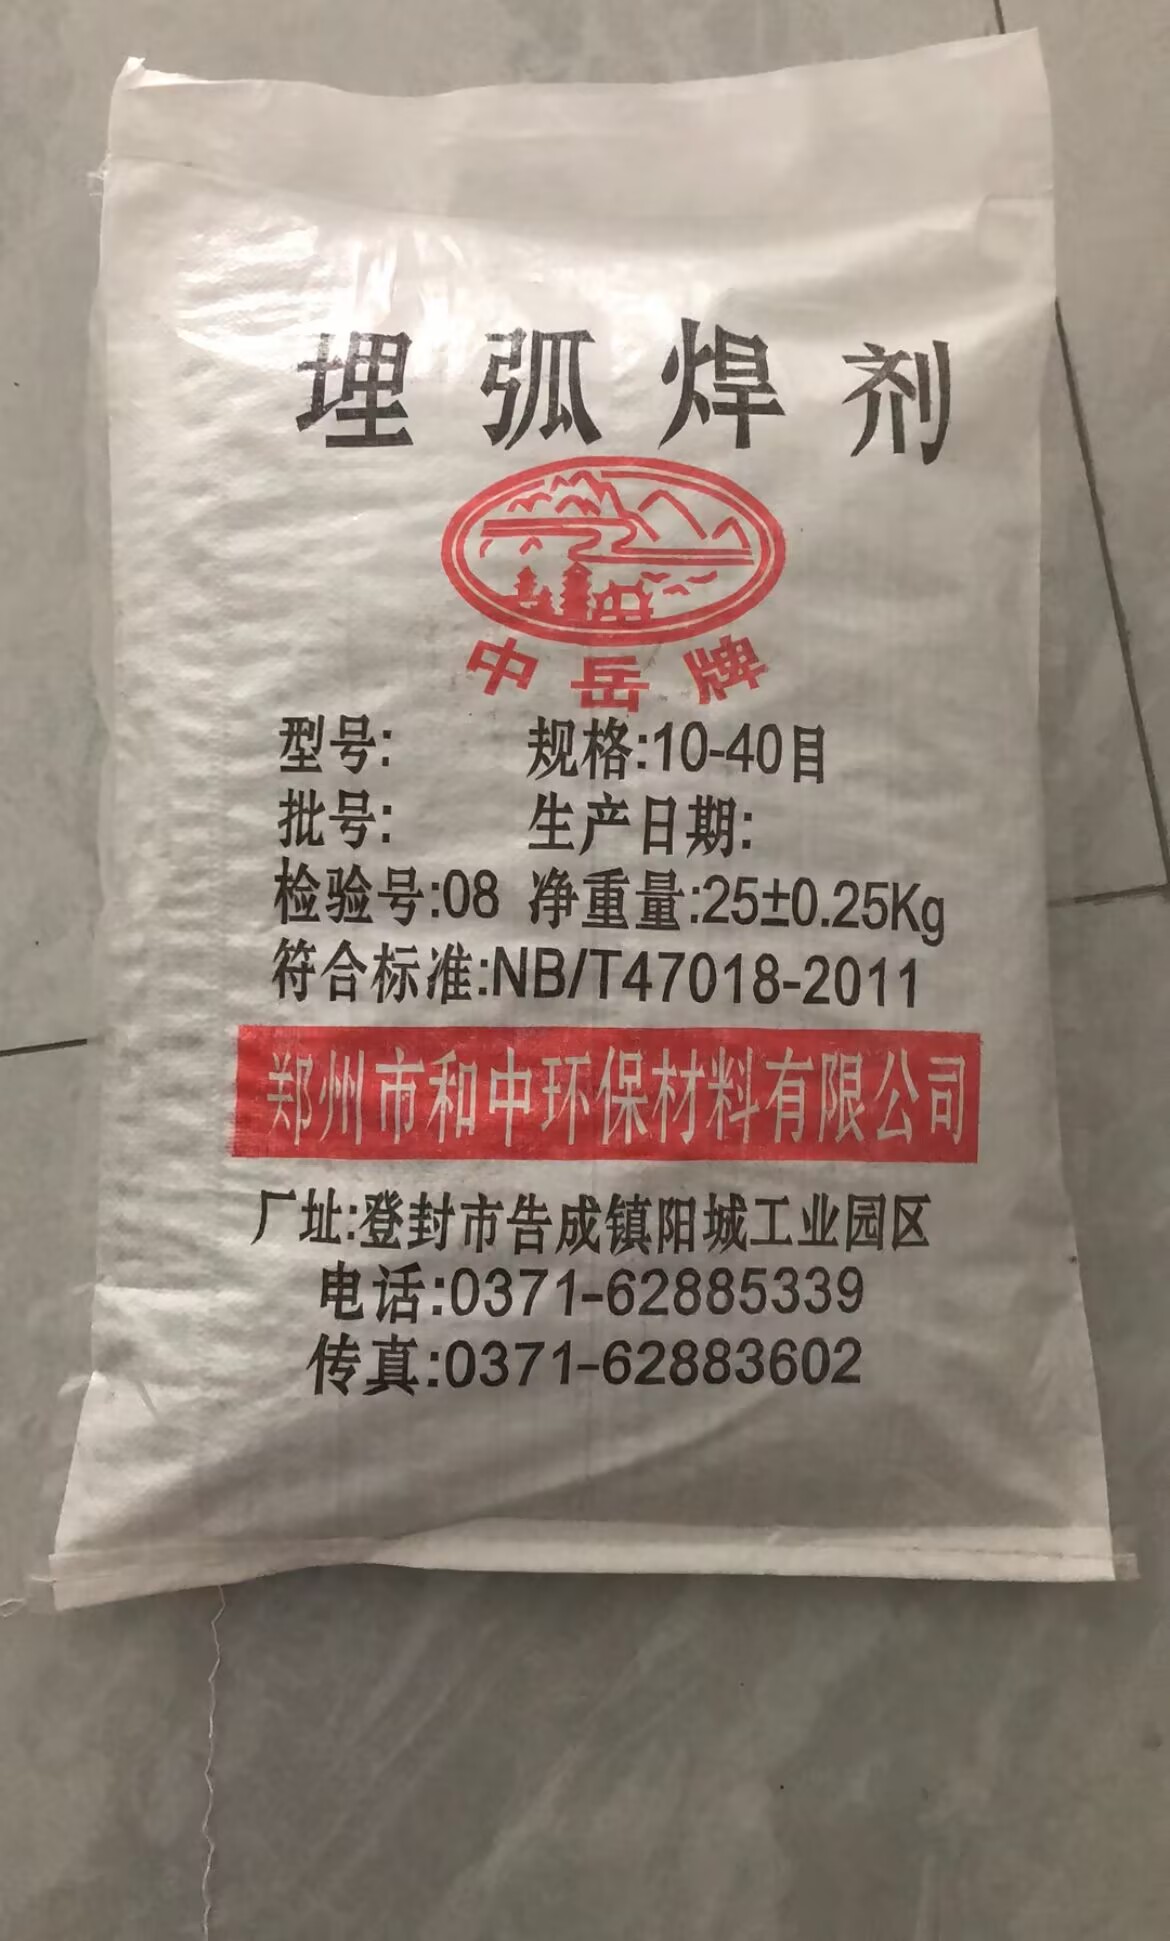 埋弧焊剂
中岳牌
型号: 规格:10-40目
批号: 生产日期:
检验号:08 净重量:25±0.25Kg
符合标准:NB/T47018-2011
郑州市和中环保材料有限公司
厂址:登封市告成镇阳城工业园区
电话:0371-62885339
传真:0371-62883602